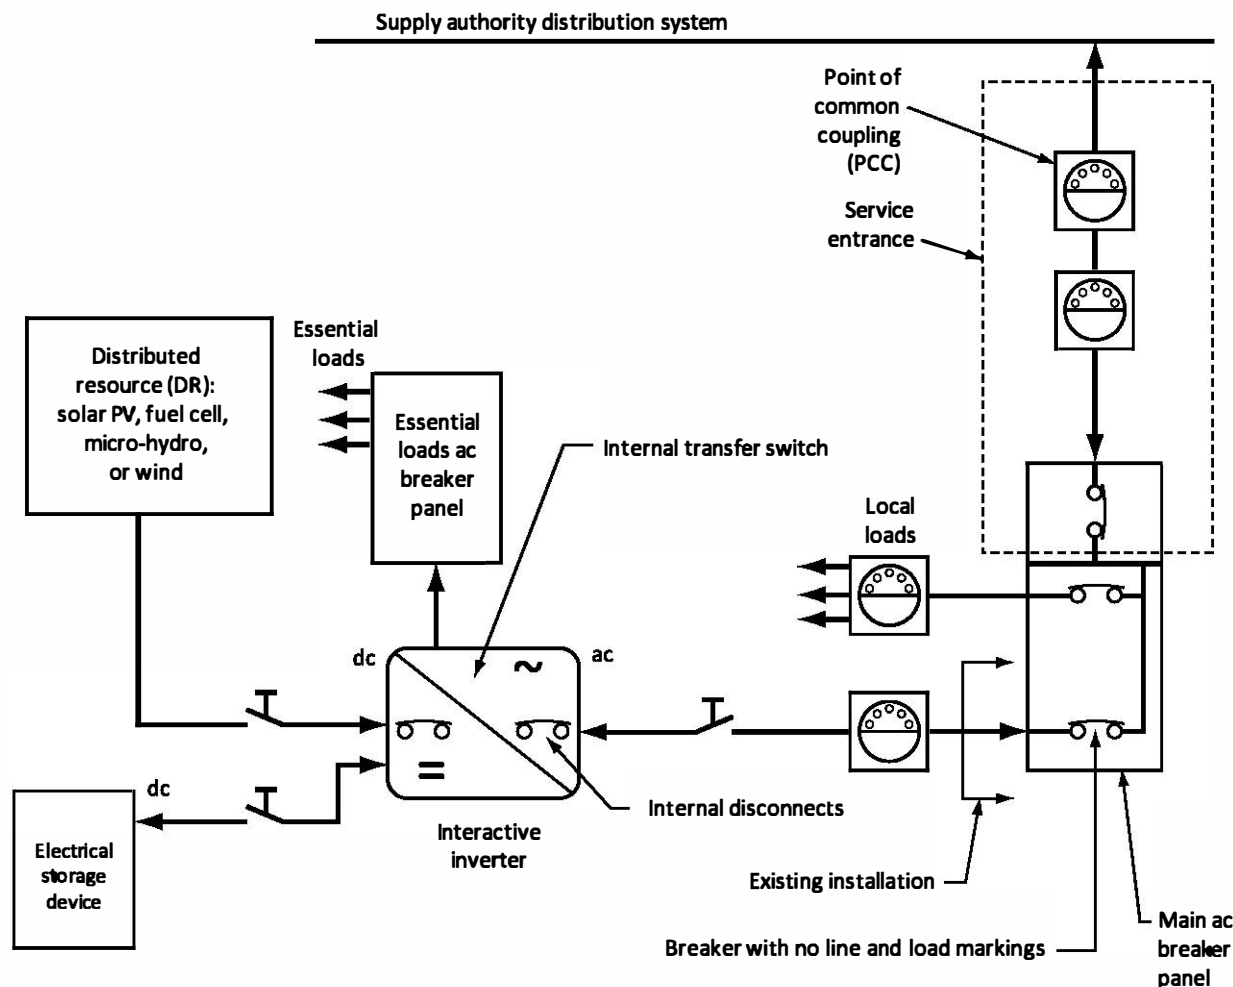 Supply authority distribution system
Point of
common
coupling
(PCC)
Service
entrance
Distributed
resource (DR):
solar PV, fuel cell,
micro-hydro,
or wind
Essential
loads
Essential
loads ac
breaker
panel
Internal transfer switch
Local
loads
dc
~
ac
=
dc
Internal disconnects
Interactive
inverter
Electrical
storage
device
Existing installation
Breaker with no line and load markings
Main ac
breaker
panel